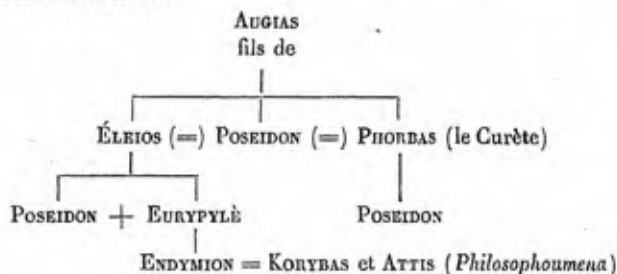 AUGIAS
fils de
ÉLEIOS (=) POSEIDON (=) PHORBAS (le Curète)
POSEIDON + EURYPYLÈ POSEIDON
ENDYMION = KORYBAS et ATTIS (Philosophoumena)